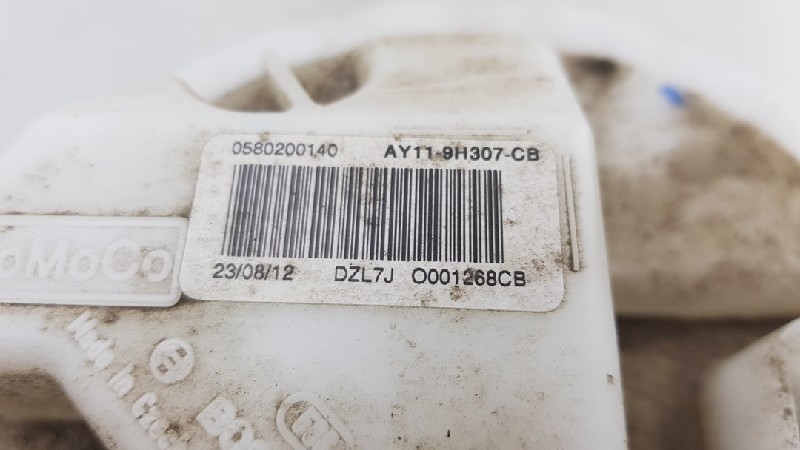 0580200140 AY11-9H307-CB
23/08/12 DZL7J O001268CB
oMoCo
Made in